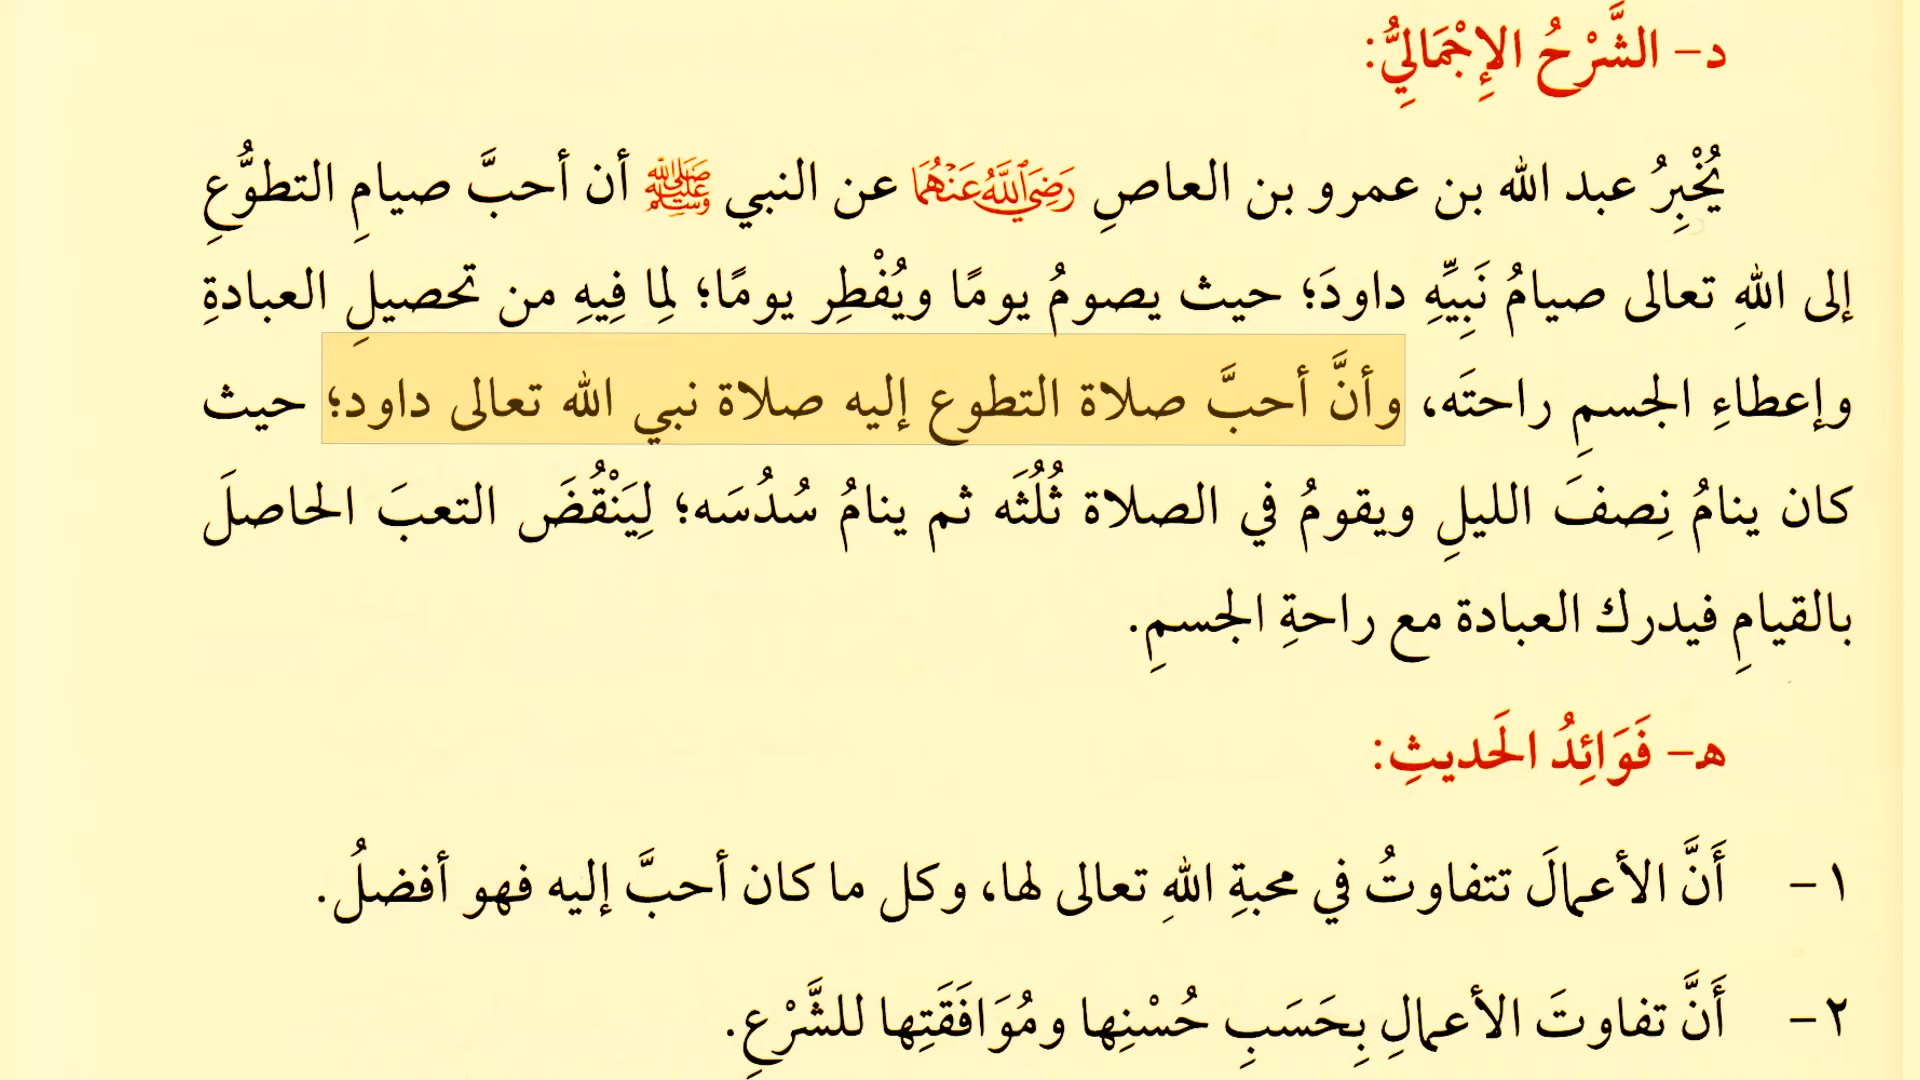 د- الشَّرْحُ الإِجْمَالِيُّ:
يُخْبِرُ عبد الله بن عمرو بن العاصِ رَضِيَ اللَّهُ عَنْهُمَا عن النبي ﷺ أن أحبَّ صيامِ التطوُّعِ
إلى اللهِ تعالى صيامُ نَبِيِّهِ داودَ؛ حيث يصومُ يومًا ويُفْطِر يومًا؛ لِما فِيهِ من تحصيلِ العبادةِ
وإعطاءِ الجسمِ راحتَه، وأنَّ أحبَّ صلاة التطوع إليه صلاة نبي الله تعالى داود؛ حيث
كان ينامُ نِصفَ الليلِ ويقومُ في الصلاة ثُلُثَه ثم ينامُ سُدُسَه؛ لِيَنْقُضَ التعبَ الحاصلَ
بالقيامِ فيدرك العبادة مع راحةِ الجسمِ.
هـ- فَوَائِدُ الحَديثِ:
١- أَنَّ الأعمالَ تتفاوتُ في محبةِ اللهِ تعالى لها، وكل ما كان أحبَّ إليه فهو أفضلُ.
٢- أَنَّ تفاوتَ الأعمالِ بِحَسَبِ حُسْنِها ومُوَافَقَتِها للشَّرْعِ.